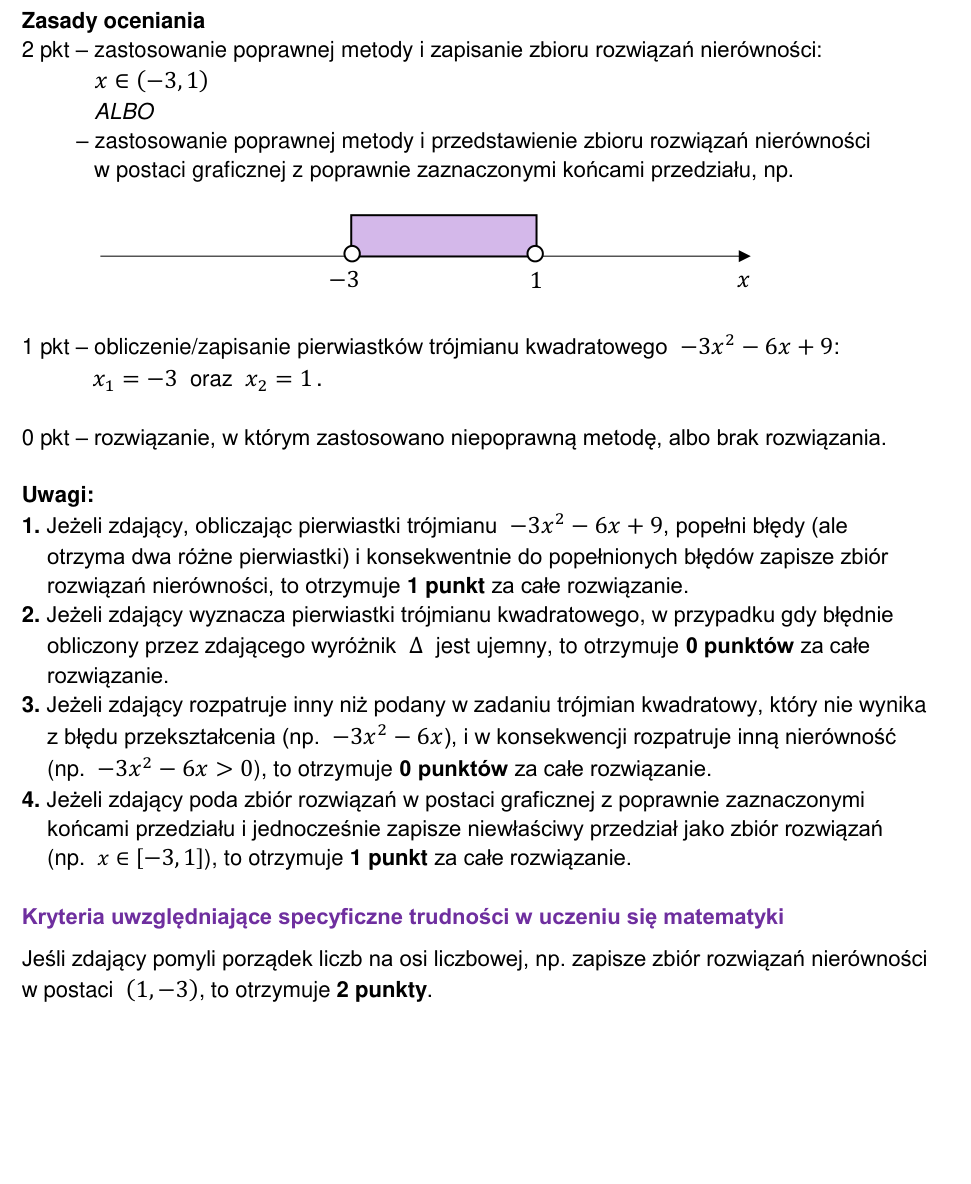 Zasady oceniania
2 pkt – zastosowanie poprawnej metody i zapisanie zbioru rozwiązań nierówności:
x ∈ (−3, 1)
ALBO
– zastosowanie poprawnej metody i przedstawienie zbioru rozwiązań nierówności
w postaci graficznej z poprawnie zaznaczonymi końcami przedziału, np.
−3 1 x
1 pkt – obliczenie/zapisanie pierwiastków trójmianu kwadratowego −3x² − 6x + 9:
x₁ = −3 oraz x₂ = 1.
0 pkt – rozwiązanie, w którym zastosowano niepoprawną metodę, albo brak rozwiązania.
Uwagi:
1. Jeżeli zdający, obliczając pierwiastki trójmianu −3x² − 6x + 9, popełni błędy (ale
otrzyma dwa różne pierwiastki) i konsekwentnie do popełnionych błędów zapisze zbiór
rozwiązań nierówności, to otrzymuje 1 punkt za całe rozwiązanie.
2. Jeżeli zdający wyznacza pierwiastki trójmianu kwadratowego, w przypadku gdy błędnie
obliczony przez zdającego wyróżnik Δ jest ujemny, to otrzymuje 0 punktów za całe
rozwiązanie.
3. Jeżeli zdający rozpatruje inny niż podany w zadaniu trójmian kwadratowy, który nie wynika
z błędu przekształcenia (np. −3x² − 6x), i w konsekwencji rozpatruje inną nierówność
(np. −3x² − 6x > 0), to otrzymuje 0 punktów za całe rozwiązanie.
4. Jeżeli zdający poda zbiór rozwiązań w postaci graficznej z poprawnie zaznaczonymi
końcami przedziału i jednocześnie zapisze niewłaściwy przedział jako zbiór rozwiązań
(np. x ∈ [−3, 1]), to otrzymuje 1 punkt za całe rozwiązanie.
Kryteria uwzględniające specyficzne trudności w uczeniu się matematyki
Jeśli zdający pomyli porządek liczb na osi liczbowej, np. zapisze zbiór rozwiązań nierówności
w postaci (1, −3), to otrzymuje 2 punkty.